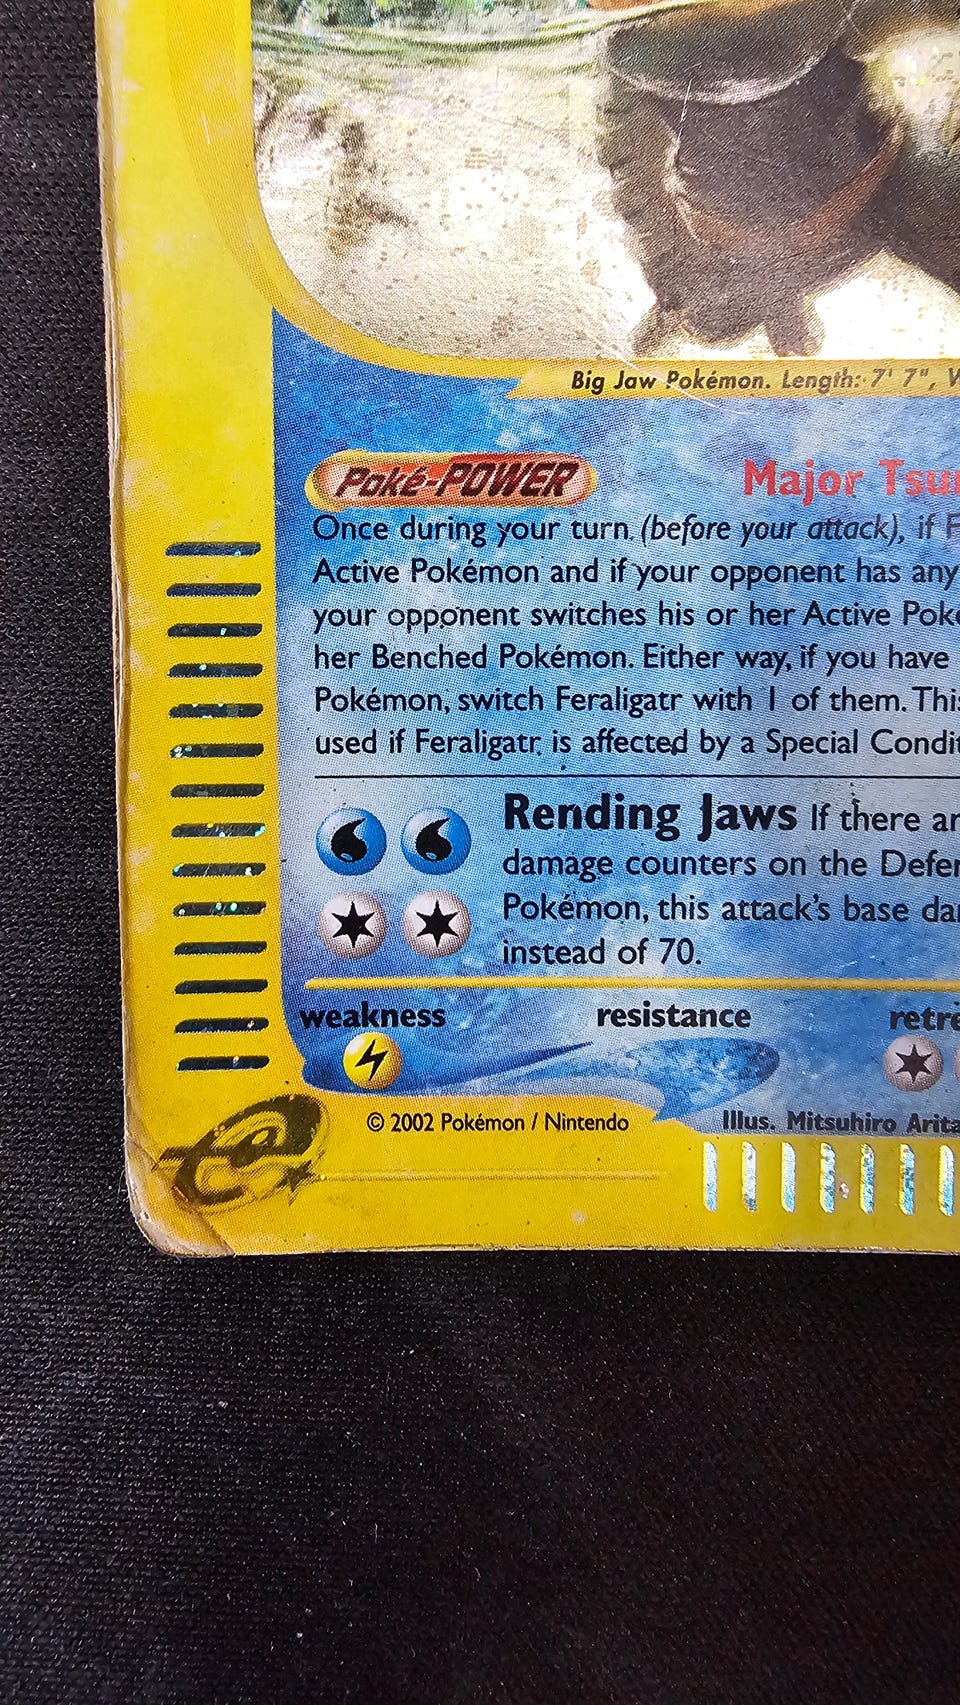 Big Jaw Pokémon. Length: 7' 7",
Poké-POWER Major
Once during your turn (before your attack), if
Active Pokémon and if your opponent has any
your opponent switches his or her Active
her Benched Pokémon. Either way, if you have
Pokémon, switch Feraligatr with 1 of them. This
used if Feraligatr is affected by a Special
Rending Jaws If there
damage counters on the
Pokémon, this attack's base
instead of 70.
weakness resistance
© 2002 Pokémon / Nintendo Illus. Mitsuhiro Arita
e